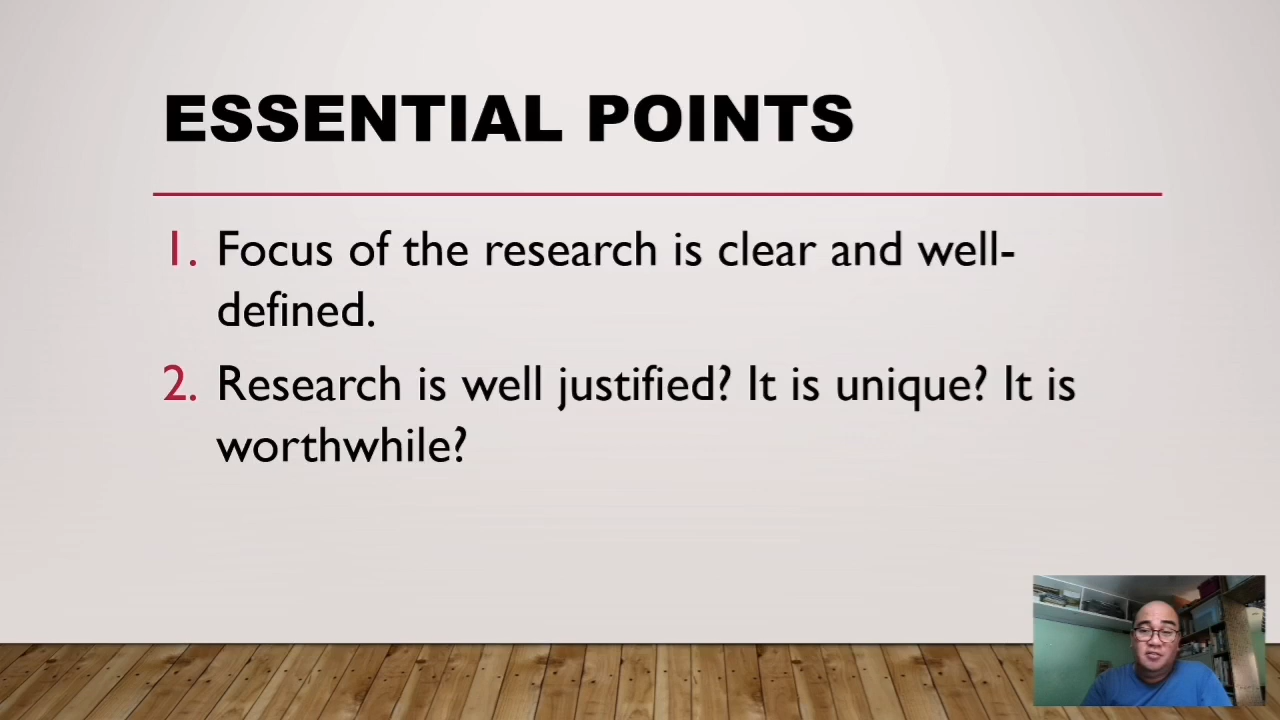 ESSENTIAL POINTS
1. Focus of the research is clear and well-
defined.
2. Research is well justified? It is unique? It is
worthwhile?